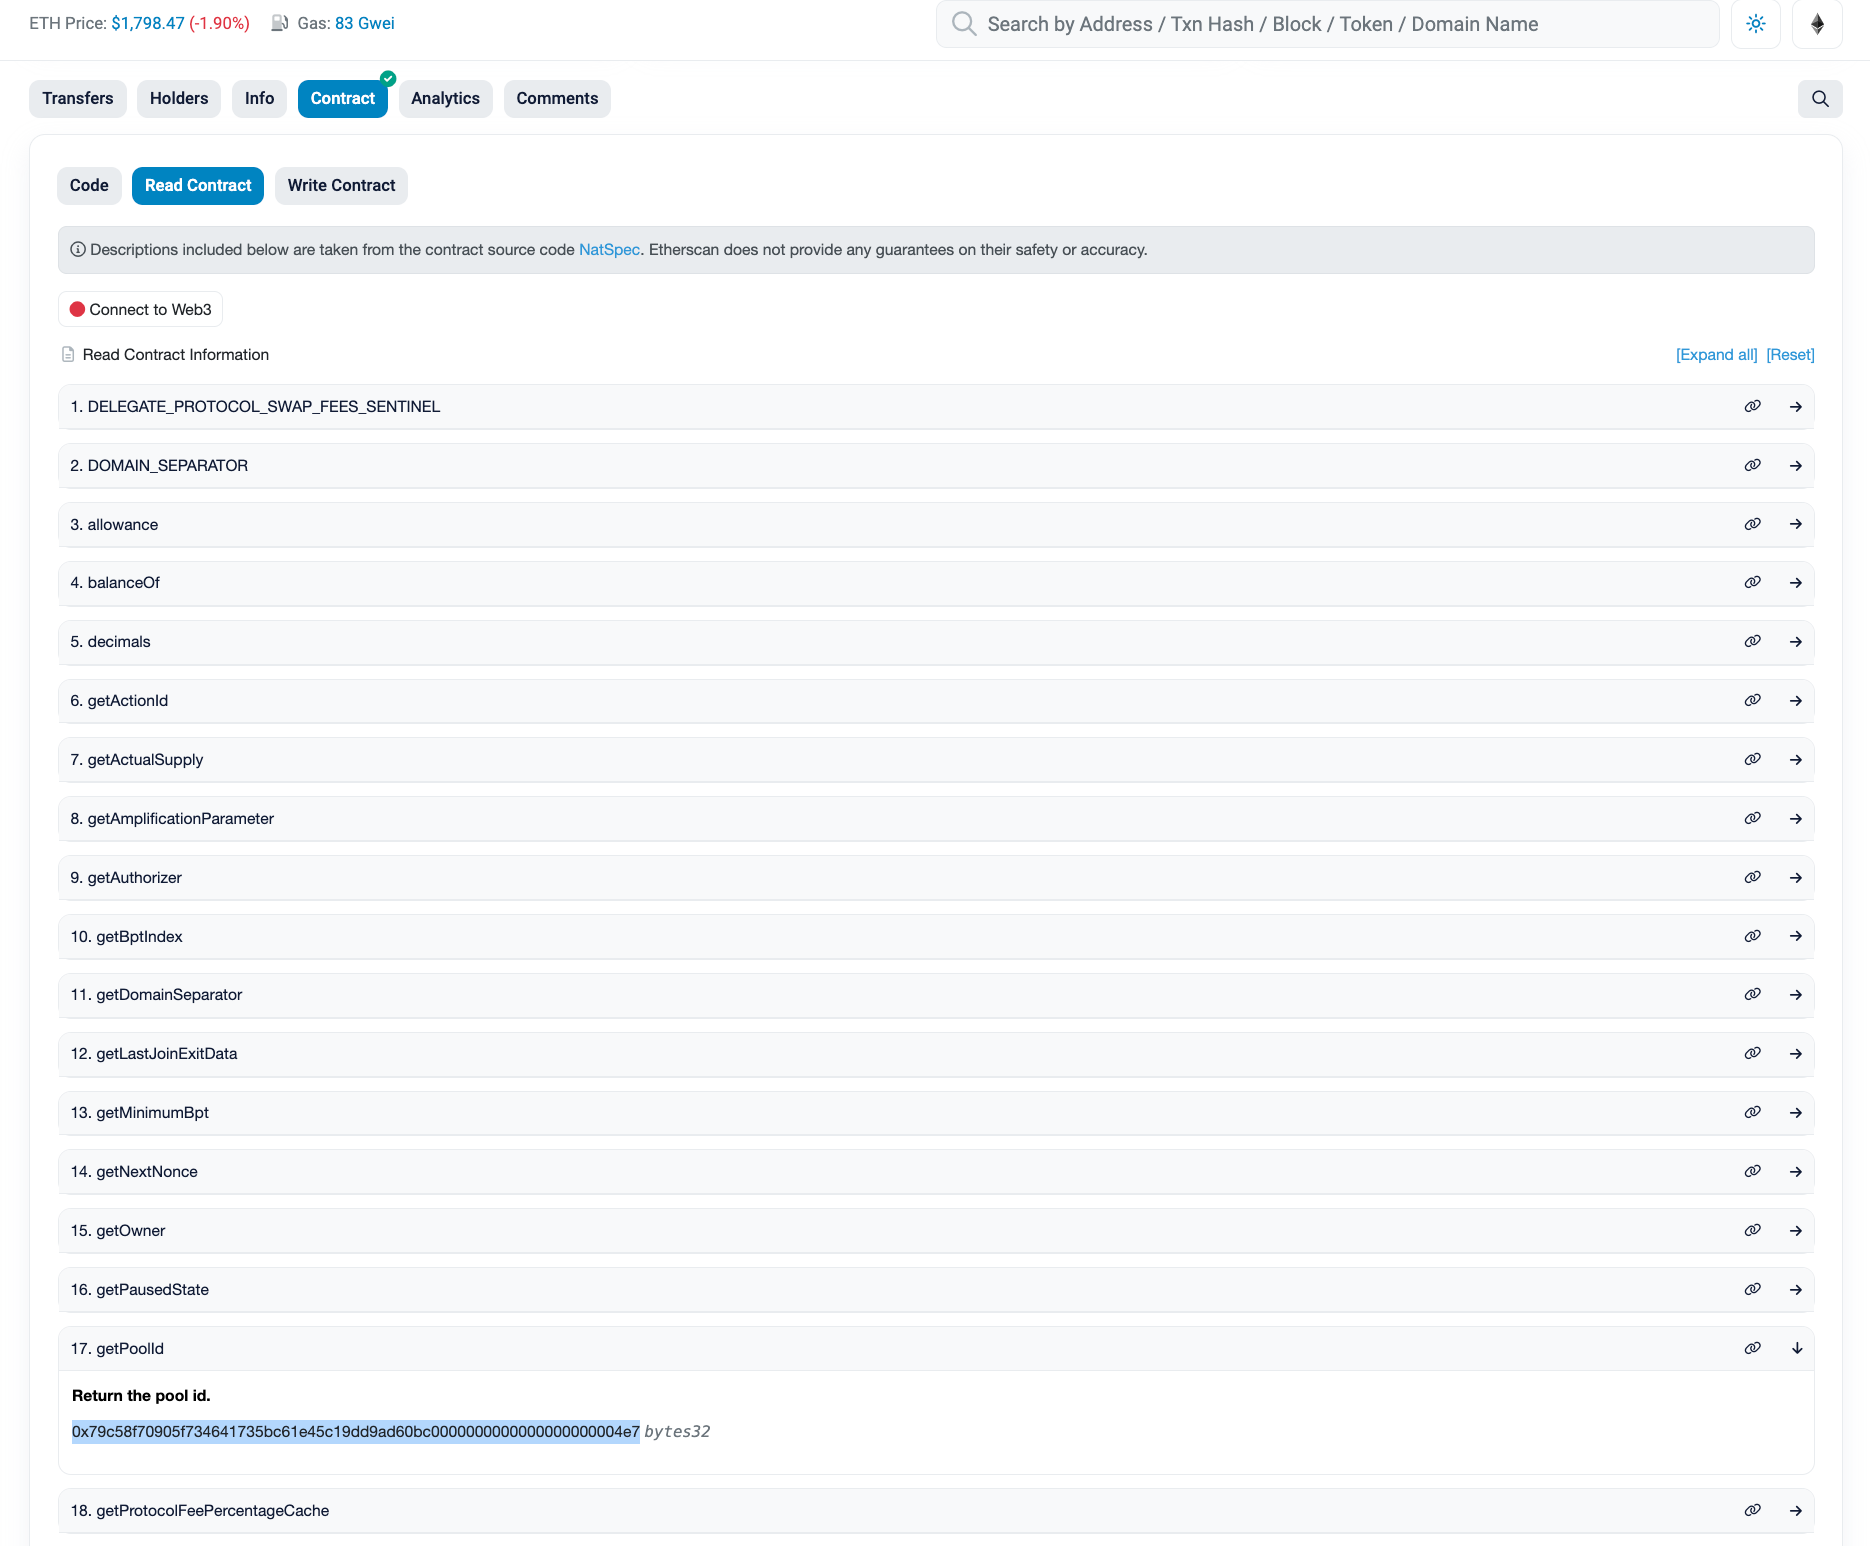 ETH Price: $1,798.47 (-1.90%) Gas: 83 Gwei
Search by Address / Txn Hash / Block / Token / Domain Name
Transfers Holders Info Contract Analytics Comments
Code Read Contract Write Contract
Descriptions included below are taken from the contract source code NatSpec. Etherscan does not provide any guarantees on their safety or accuracy.
Connect to Web3
Read Contract Information [Expand all] [Reset]
1. DELEGATE_PROTOCOL_SWAP_FEES_SENTINEL
2. DOMAIN_SEPARATOR
3. allowance
4. balanceOf
5. decimals
6. getActionId
7. getActualSupply
8. getAmplificationParameter
9. getAuthorizer
10. getBptIndex
11. getDomainSeparator
12. getLastJoinExitData
13. getMinimumBpt
14. getNextNonce
15. getOwner
16. getPausedState
17. getPoolId
Return the pool id.
0x79c58f70905f734641735bc61e45c19dd9ad60bc0000000000000000000004e7 bytes32
18. getProtocolFeePercentageCache